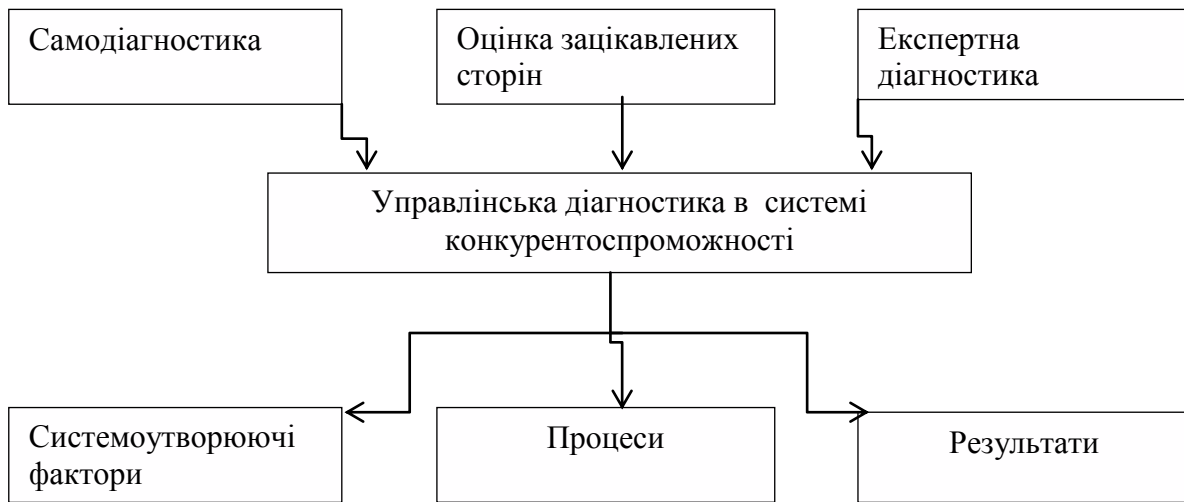 Самодіагностика
Оцінка зацікавлених
сторін
Експертна
діагностика
Управлінська діагностика в  системі
конкурентоспроможності
Системоутворюючі
фактори
Процеси
Результати